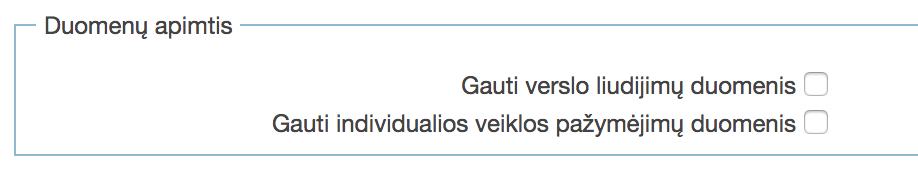 Duomenų apimtis
Gauti verslo liudijimų duomenis
Gauti individualios veiklos pažymėjimų duomenis